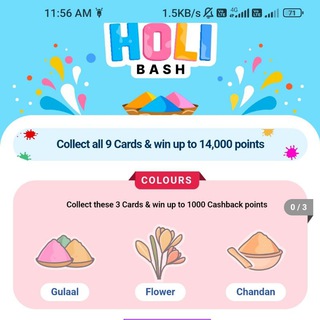 11:56 AM 1.5KB/s 4G 71
HOLI
BASH
Collect all 9 Cards & win up to 14,000 points
COLOURS
Collect these 3 Cards & win up to 1000 Cashback points
0 / 3
Gulaal Flower Chandan